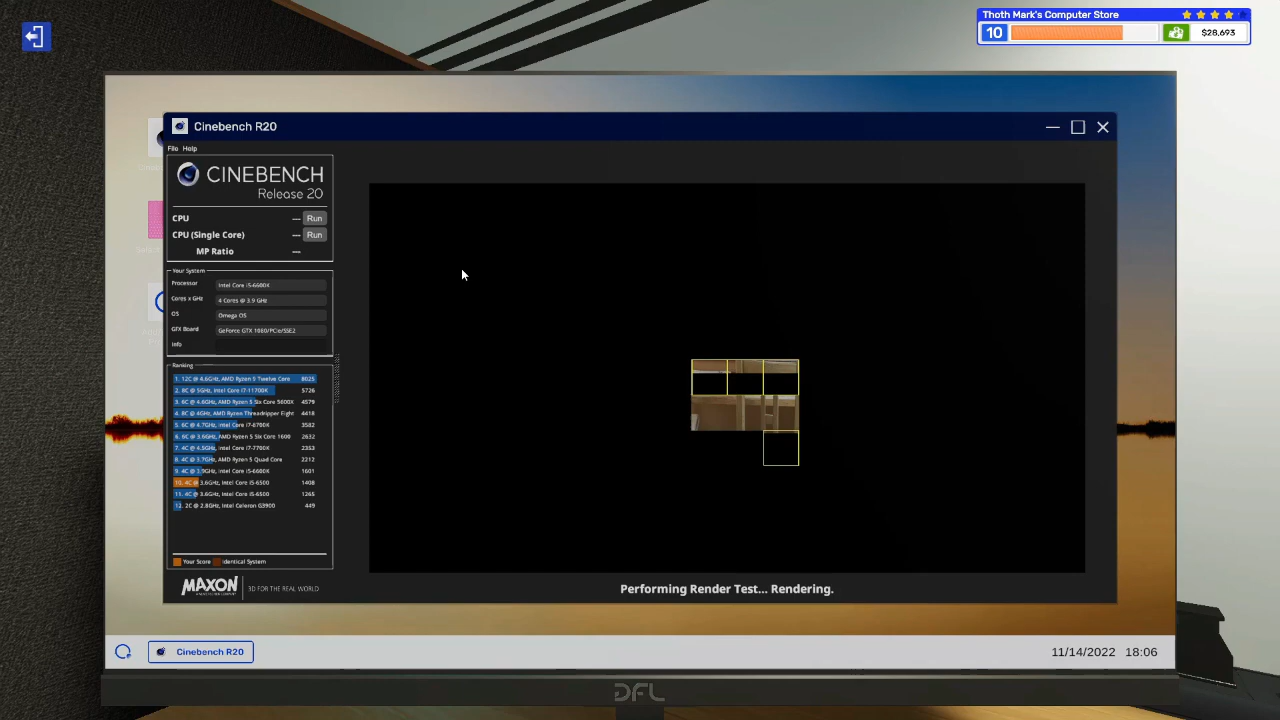 Thoth Mark's Computer Store
10
$28,693
Cinebench R20
File Help
CINEBENCH
Release 20
CPU --- Run
CPU (Single Core) --- Run
MP Ratio ---
Your System
Processor Intel Core i5-6600K
Cores x GHz 4 Cores @ 3.9 GHz
OS Omega OS
GFX Board GeForce GTX 1080/PCIe/SSE2
Info
Ranking
1. 12C @ 4.6GHz, AMD Ryzen 9 Twelve Core 8025
2. 8C @ 5GHz, Intel Core i7-11700K 5726
3. 6C @ 4.6GHz, AMD Ryzen 5 Six Core 5600X 4579
4. 8C @ 4GHz, AMD Ryzen Threadripper Eight 4418
5. 6C @ 4.7GHz, Intel Core i7-8700K 3582
6. 6C @ 3.6GHz, AMD Ryzen 5 Six Core 1600 2632
7. 4C @ 4.5GHz, Intel Core i7-7700K 2353
8. 4C @ 3.7GHz, AMD Ryzen 5 Quad Core 2212
9. 4C @ 3.9GHz, Intel Core i5-6600K 1601
10. 4C @ 3.6GHz, Intel Core i5-6500 1408
11. 4C @ 3.6GHz, Intel Core i5-6500 1265
12. 2C @ 2.8GHz, Intel Celeron G3900 449
Your Score Identical System
MAXON 3D FOR THE REAL WORLD
Performing Render Test... Rendering.
Cinebench R20
11/14/2022 18:06
DFL